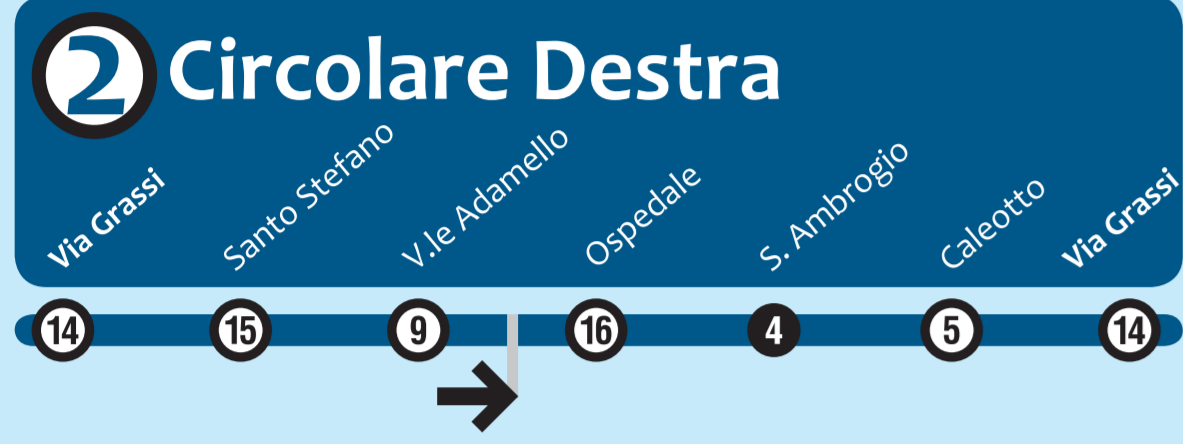 2 Circolare Destra
Via Grassi
Santo Stefano
V.le Adamello
Ospedale
S. Ambrogio
Caleotto
Via Grassi
14 15 9 16 4 5 14